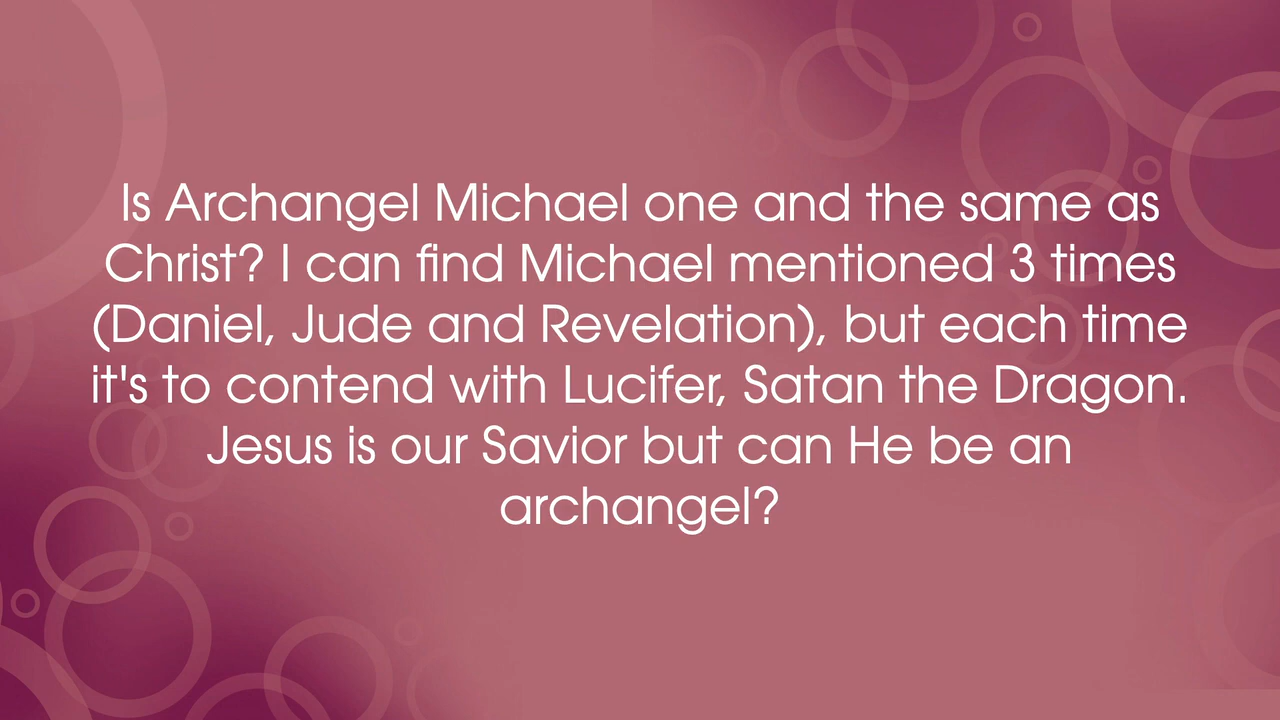 Is Archangel Michael one and the same as
Christ? I can find Michael mentioned 3 times
(Daniel, Jude and Revelation), but each time
it's to contend with Lucifer, Satan the Dragon.
Jesus is our Savior but can He be an
archangel?